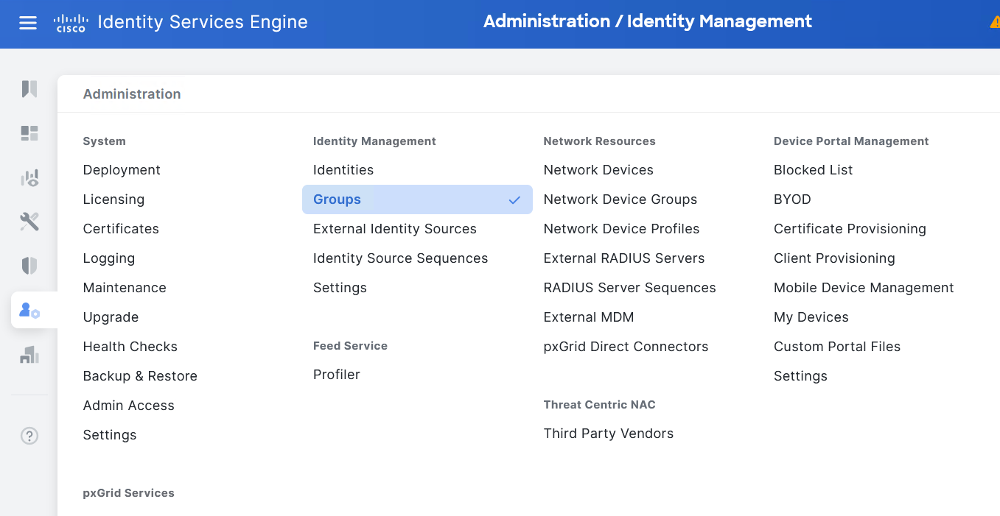 CISCO Identity Services Engine
Administration / Identity Management
Administration
System
Deployment
Licensing
Certificates
Logging
Maintenance
Upgrade
Health Checks
Backup & Restore
Admin Access
Settings
pxGrid Services
Identity Management
Identities
Groups
External Identity Sources
Identity Source Sequences
Settings
Feed Service
Profiler
Network Resources
Network Devices
Network Device Groups
Network Device Profiles
External RADIUS Servers
RADIUS Server Sequences
External MDM
pxGrid Direct Connectors
Threat Centric NAC
Third Party Vendors
Device Portal Management
Blocked List
BYOD
Certificate Provisioning
Client Provisioning
Mobile Device Management
My Devices
Custom Portal Files
Settings